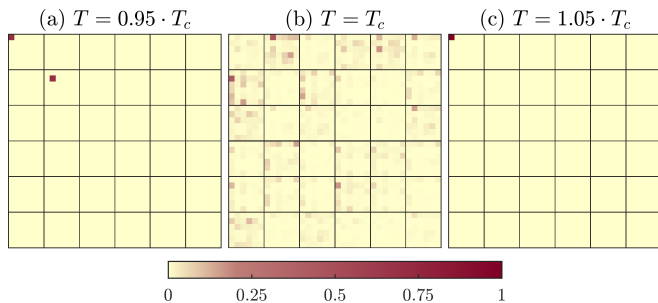 (a) T = 0.95 · T_c (b) T = T_c (c) T = 1.05 · T_c
0 0.25 0.5 0.75 1